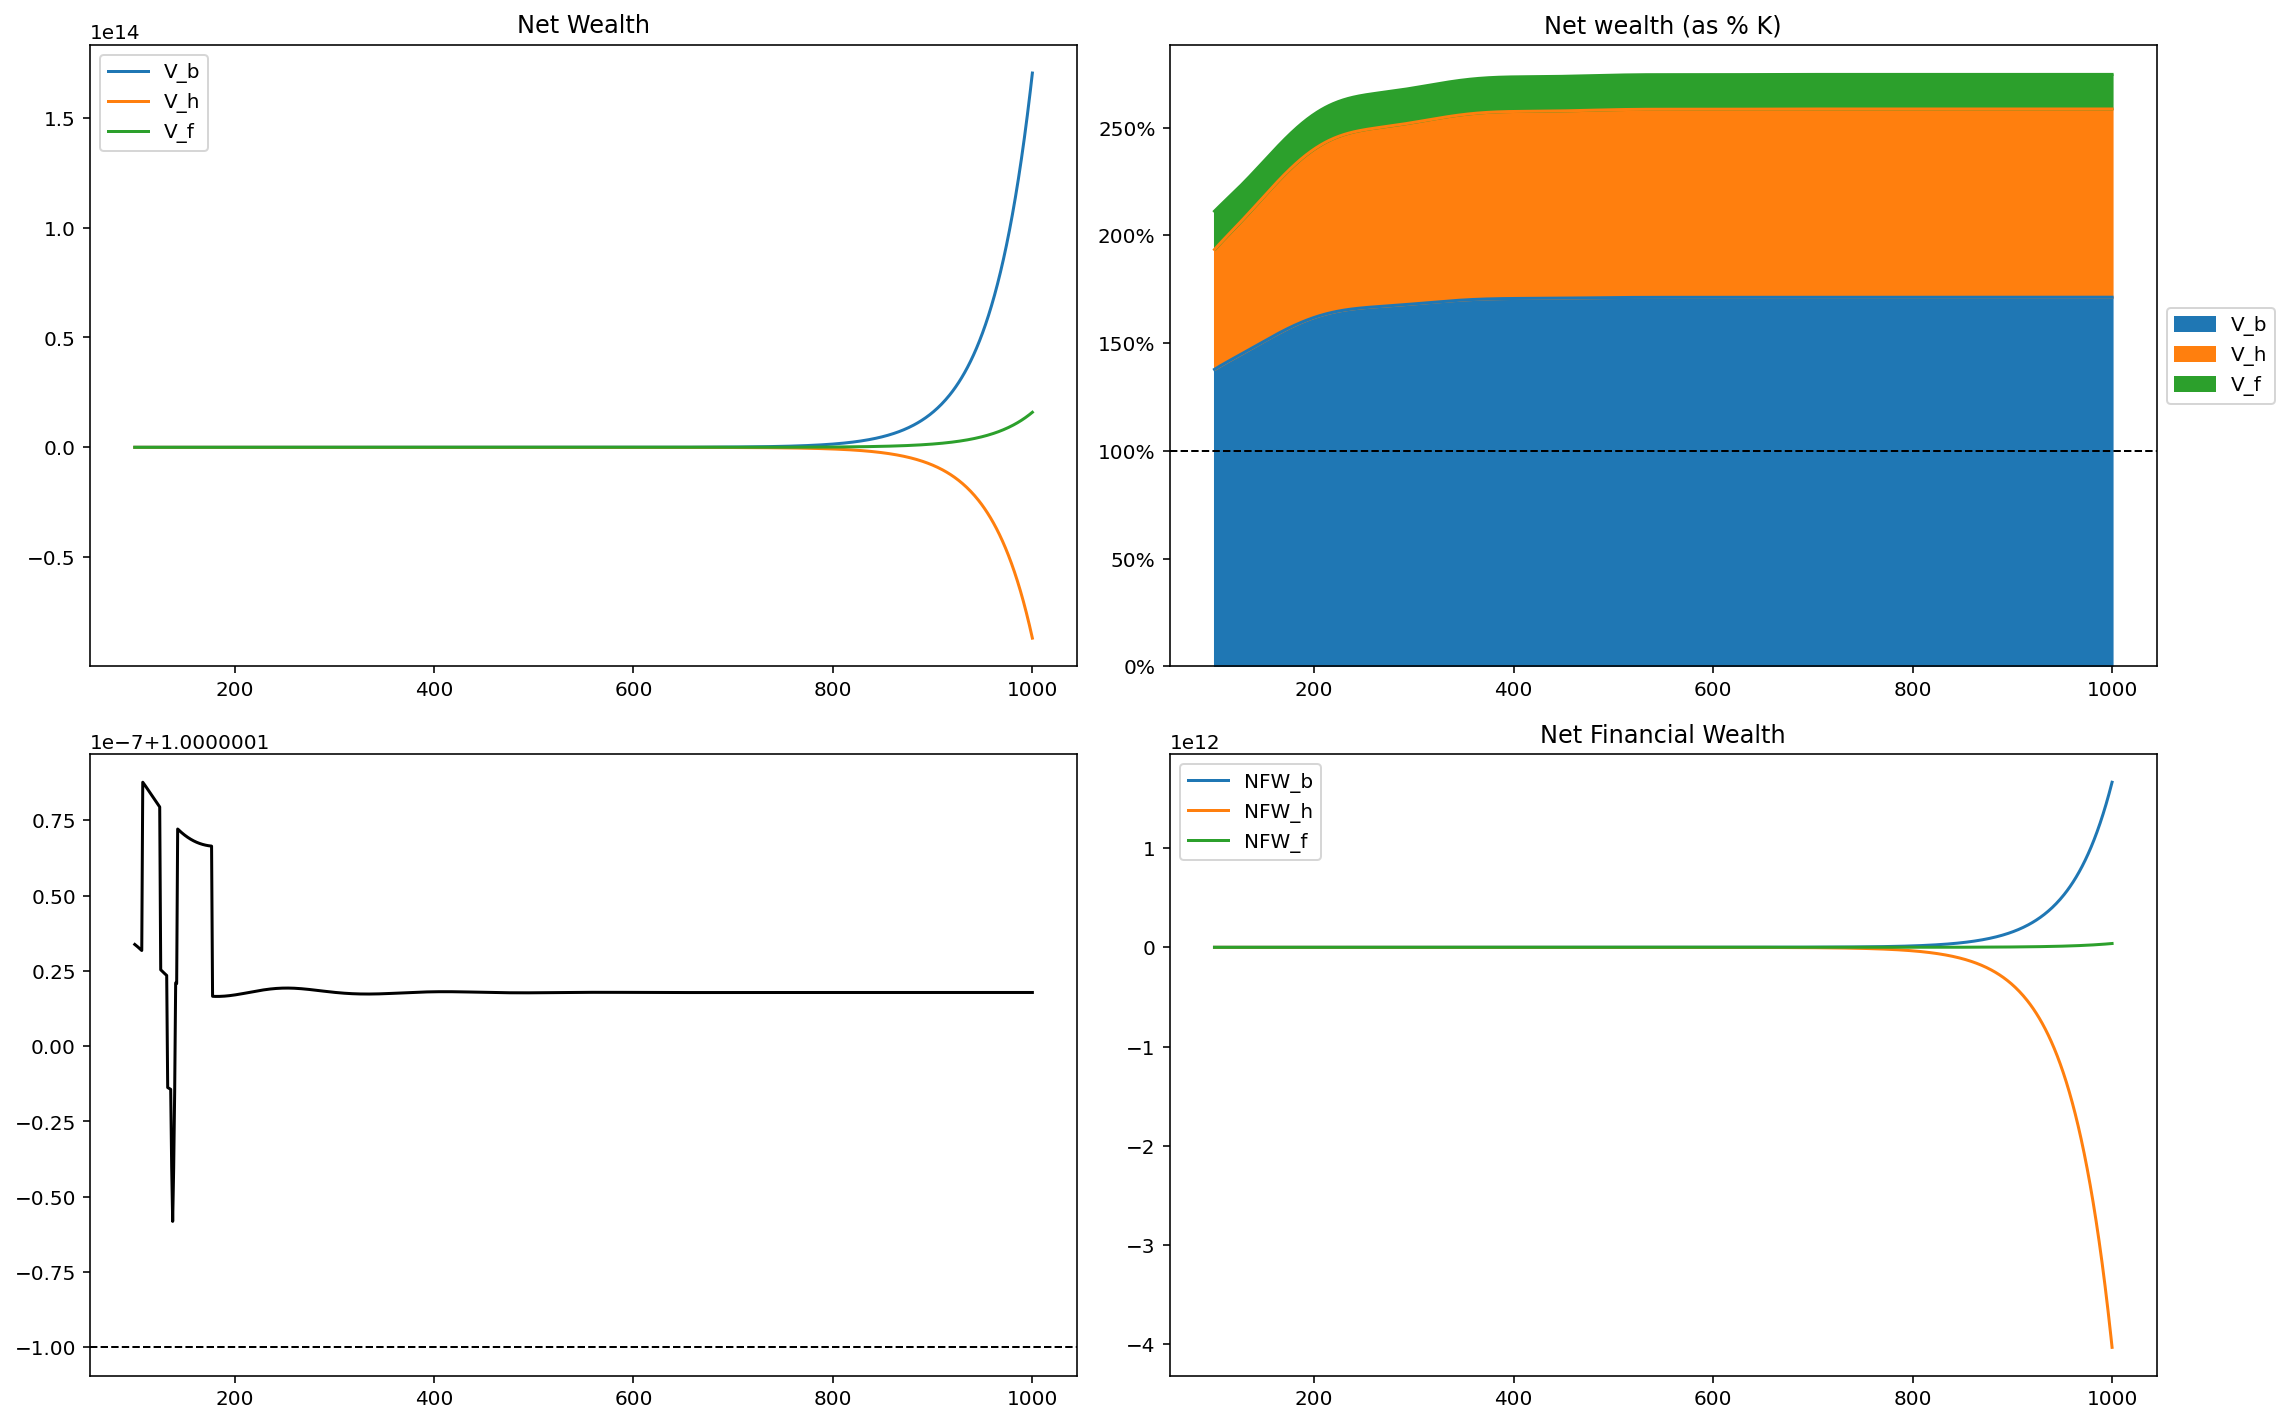 Net Wealth
1e14
V_b
V_h
V_f
1.5
1.0
0.5
0.0
−0.5
200 400 600 800 1000
Net wealth (as % K)
250%
200%
150%
100%
50%
0%
200 400 600 800 1000
V_b
V_h
V_f
1e−7+1.0000001
0.75
0.50
0.25
0.00
−0.25
−0.50
−0.75
−1.00
200 400 600 800 1000
Net Financial Wealth
1e12
NFW_b
NFW_h
NFW_f
1
0
−1
−2
−3
−4
200 400 600 800 1000